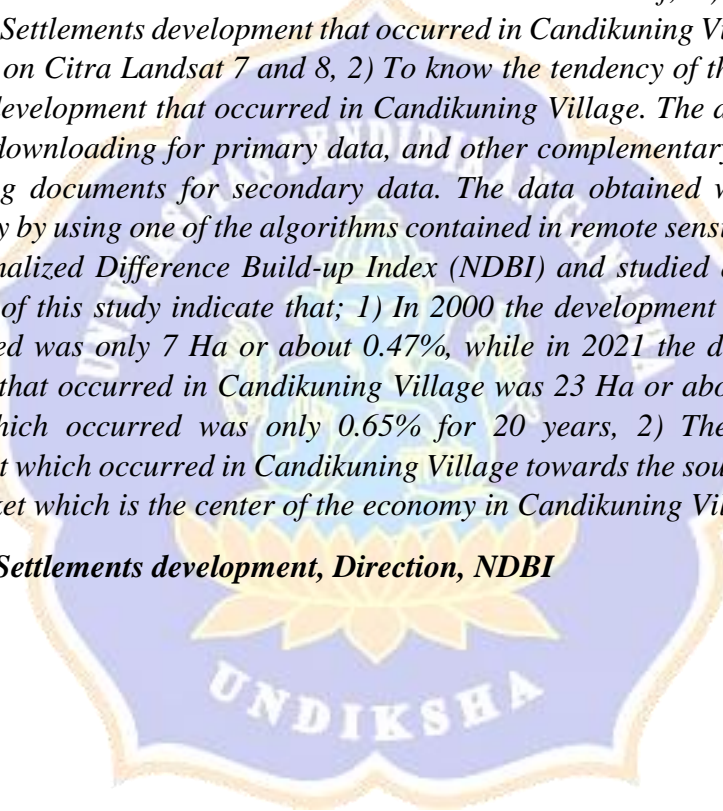 Settlements development that occurred in Candikuning Vi
on Citra Landsat 7 and 8, 2) To know the tendency of th
development that occurred in Candikuning Village. The
downloading for primary data, and other complementary
g documents for secondary data. The data obtained w
y by using one of the algorithms contained in remote sensi
nalized Difference Build-up Index (NDBI) and studied
of this study indicate that; 1) In 2000 the development
ed was only 7 Ha or about 0.47%, while in 2021 the d
that occurred in Candikuning Village was 23 Ha or abo
hich occurred was only 0.65% for 20 years, 2) The
t which occurred in Candikuning Village towards the sou
ket which is the center of the economy in Candikuning Vil
Settlements development, Direction, NDBI
UNIVERSITAS PENDIDIKAN GANESHA
UNDIKSHA